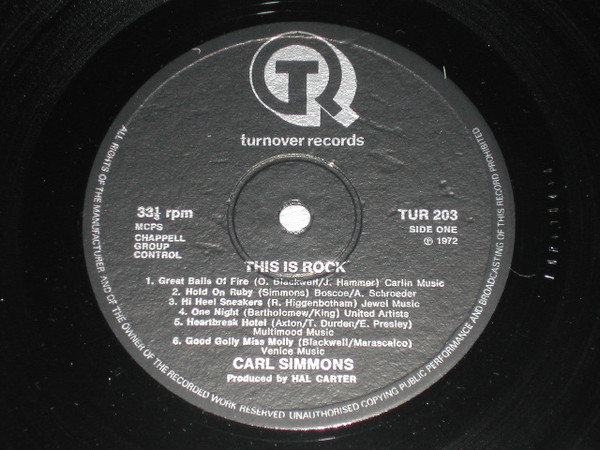 TR
turnover records
33⅓ rpm
MCPS
CHAPPELL
GROUP
CONTROL
TUR 203
SIDE ONE
℗ 1972
THIS IS ROCK
1. Great Balls Of Fire (O. Blackwell/J. Hammer) Carlin Music
2. Hold On Ruby (Simmons) Boscoe/A. Schroeder
3. Hi Heel Sneakers (R. Higgenbotham) Jewel Music
4. One Night (Bartholomew/King) United Artists
5. Heartbreak Hotel (Axton/T. Durden/E. Presley)
Multimood Music
6. Good Golly Miss Molly (Blackwell/Marascalco)
Venice Music
CARL SIMMONS
Produced by HAL CARTER
ALL RIGHTS OF THE MANUFACTURER AND OF THE OWNER OF THE RECORDED WORK RESERVED UNAUTHORISED COPYING PUBLIC PERFORMANCE AND BROADCASTING OF THIS RECORD PROHIBITED